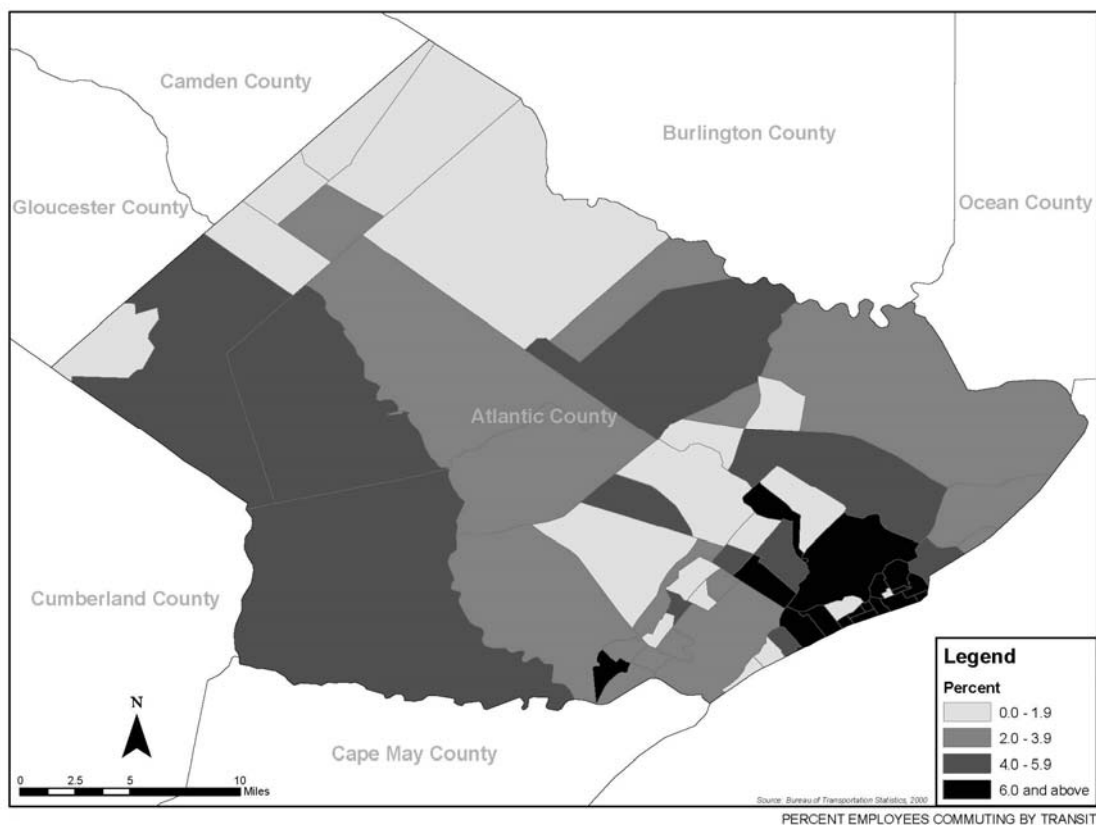 Camden County
Burlington County
Gloucester County
Ocean County
Atlantic County
Cumberland County
Cape May County
N
0 2.5 5 10
Miles
Legend
Percent
0.0 - 1.9
2.0 - 3.9
4.0 - 5.9
6.0 and above
Source: Bureau of Transportation Statistics, 2000
PERCENT EMPLOYEES COMMUTING BY TRANSIT